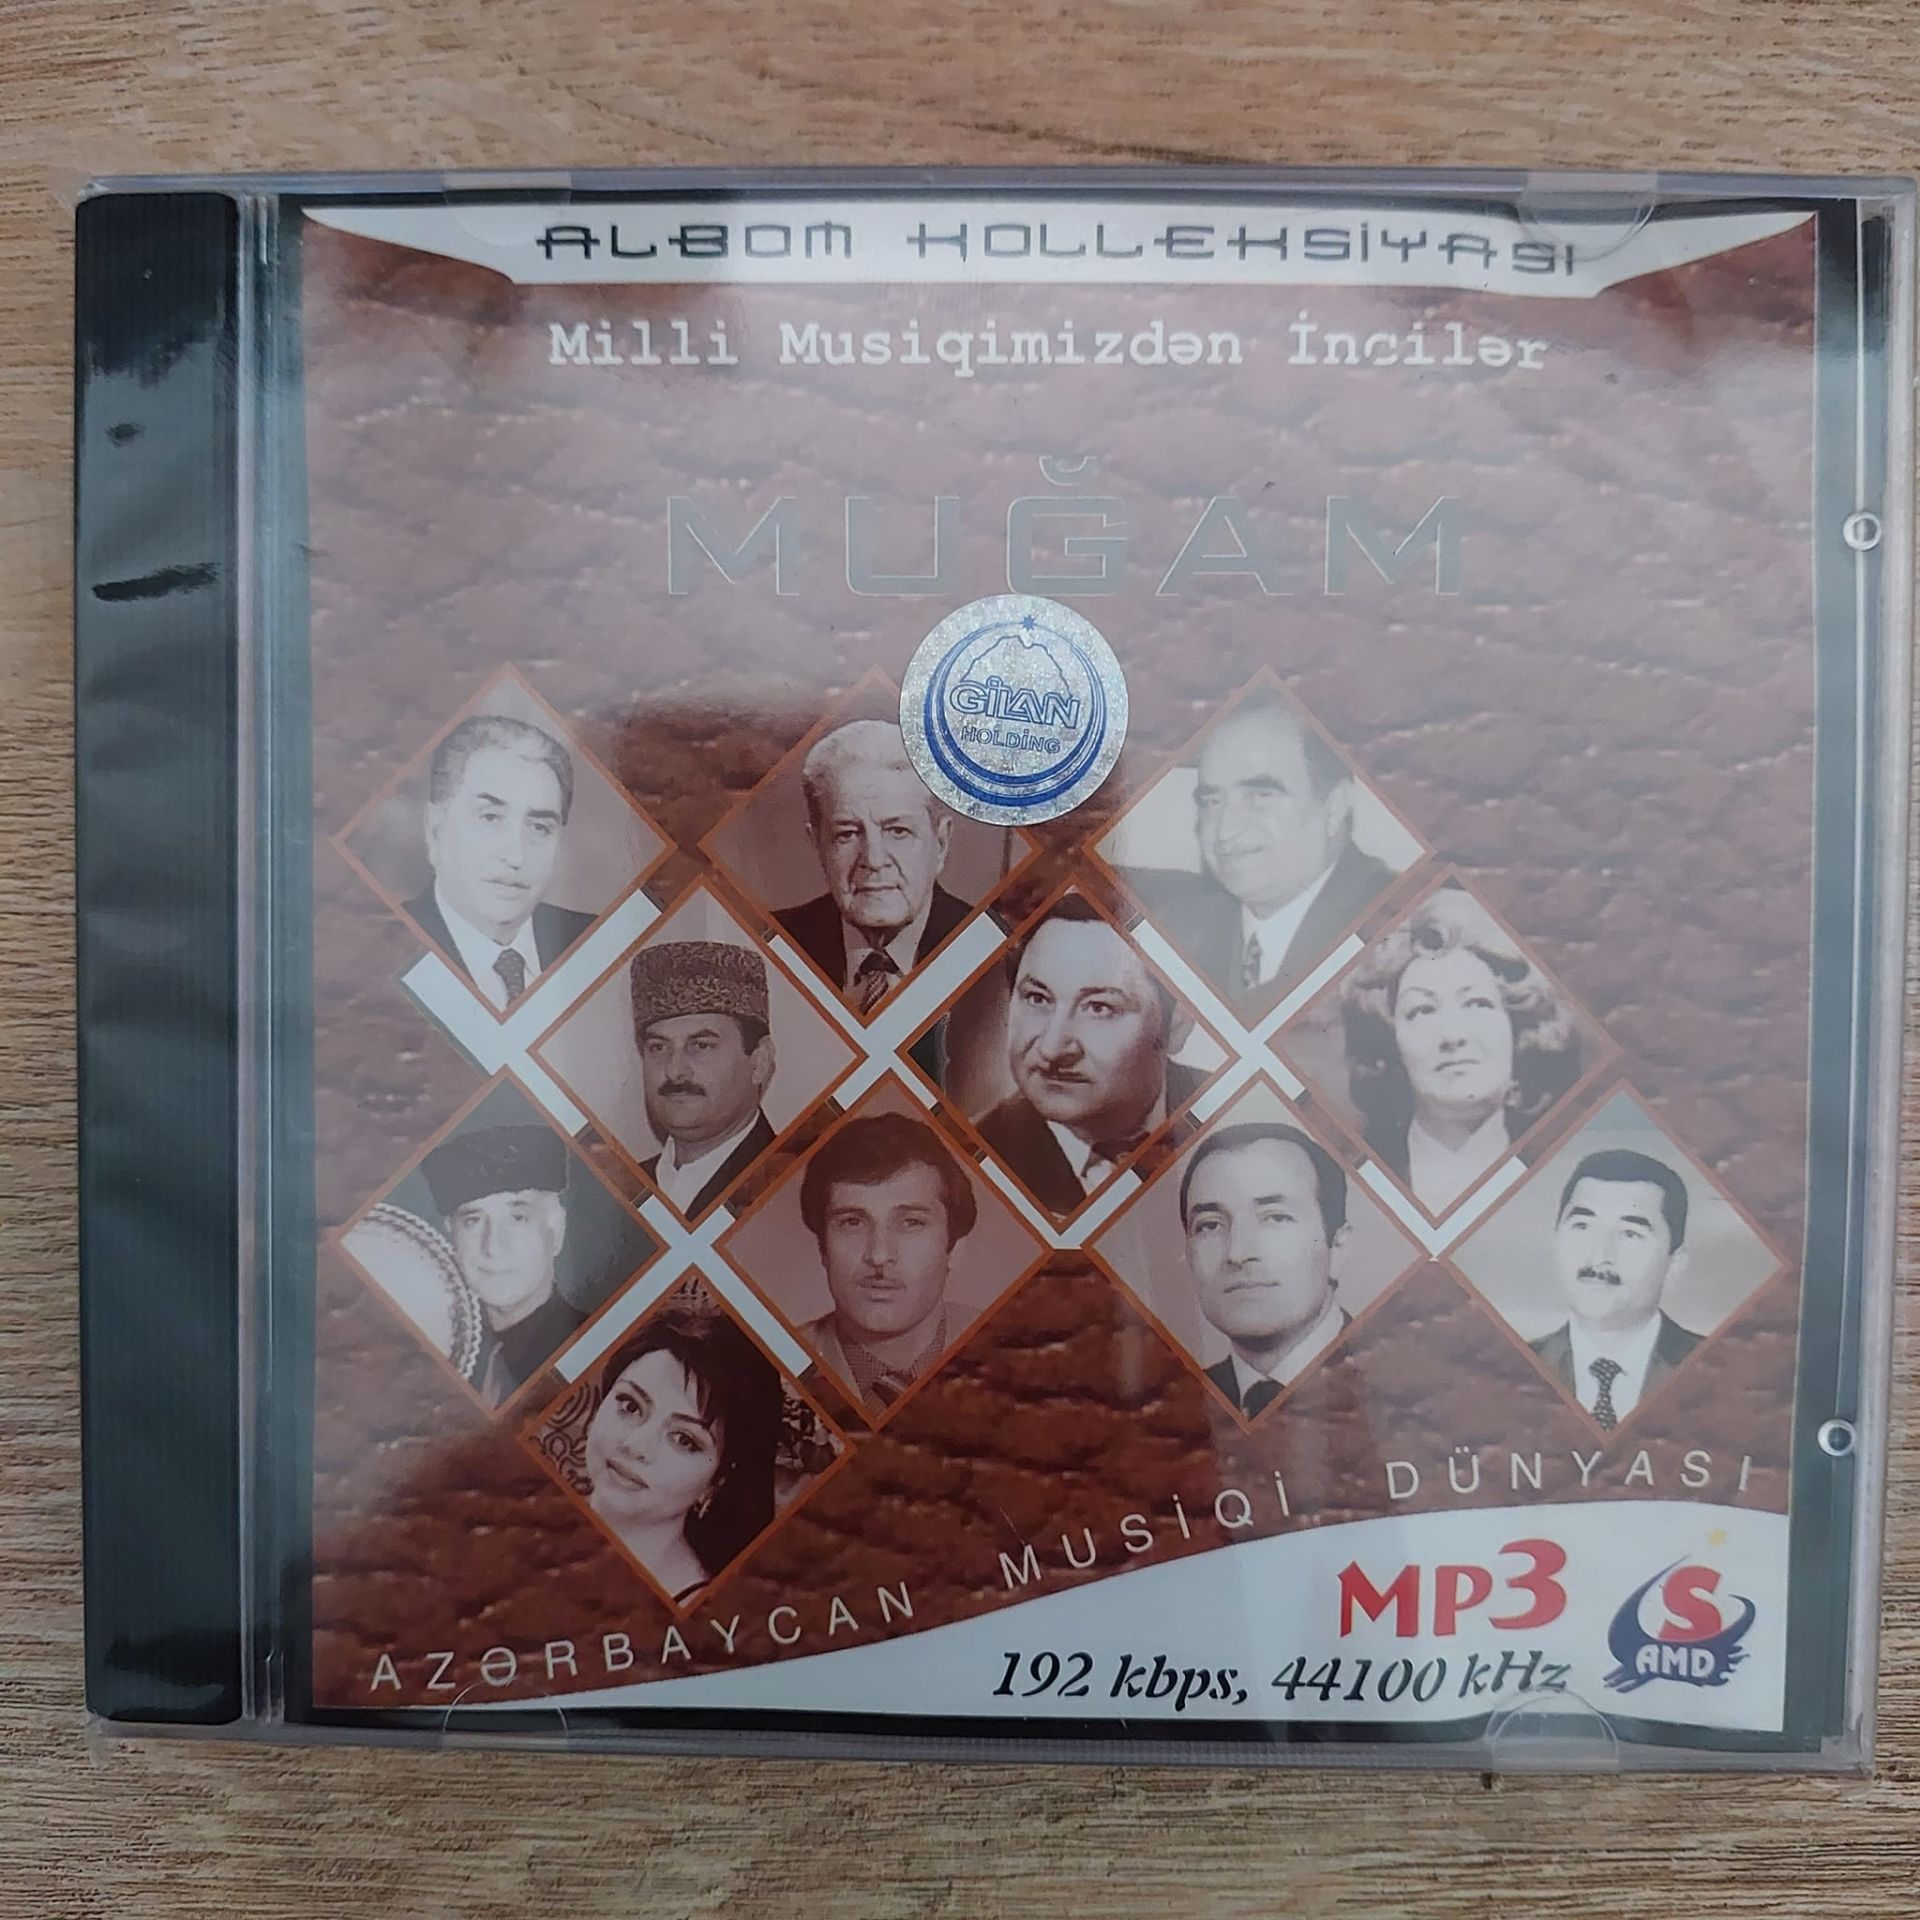 ALBOM KOLLEKSİYASI
Milli Musiqimizdən İncilər
MUĞAM
GİLAN
HOLDİNG
AZƏRBAYCAN MUSİQİ DÜNYASI
MP3
192 kbps, 44100 kHz
S
AMD